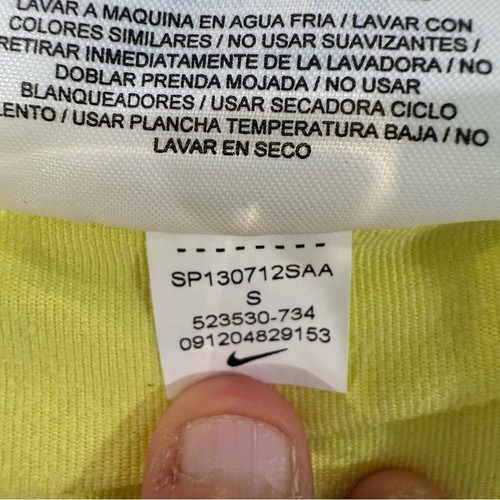 LAVAR A MAQUINA EN AGUA FRIA / LAVAR CON
COLORES SIMILARES / NO USAR SUAVIZANTES /
RETIRAR INMEDIATAMENTE DE LA LAVADORA / NO
DOBLAR PRENDA MOJADA / NO USAR
BLANQUEADORES / USAR SECADORA CICLO
LENTO / USAR PLANCHA TEMPERATURA BAJA / NO
LAVAR EN SECO
SP130712SAA
S
523530-734
091204829153